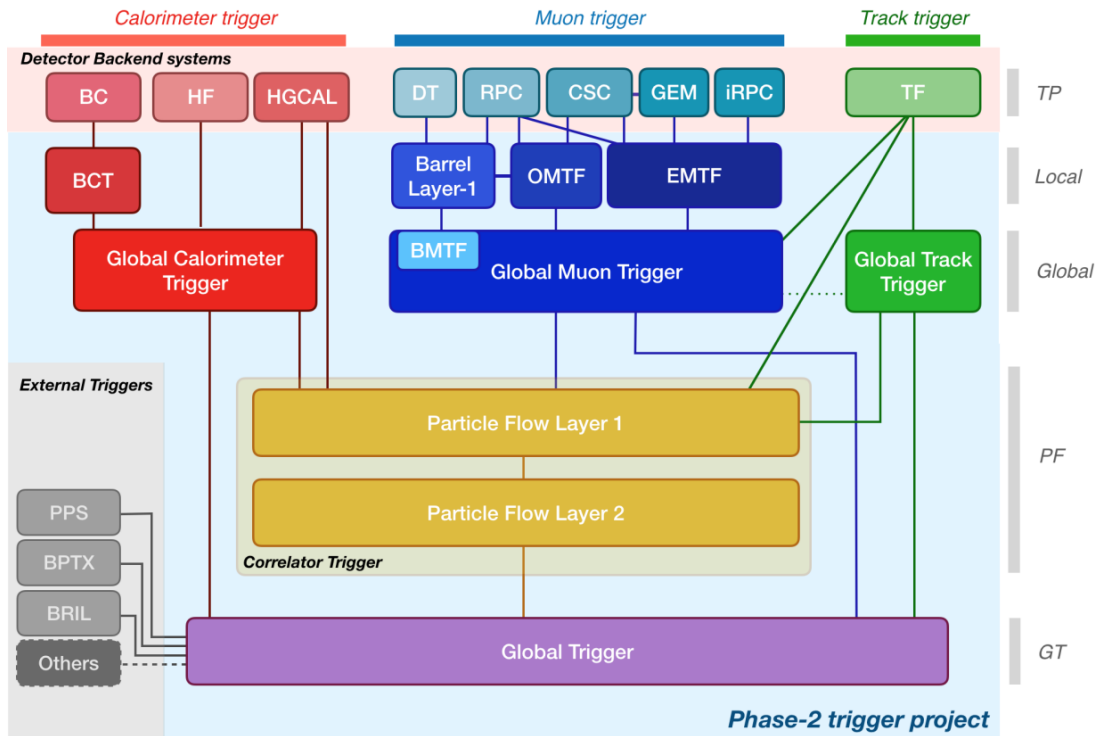 Calorimeter trigger
Muon trigger
Track trigger
Detector Backend systems
BC
HF
HGCAL
DT
RPC
CSC
GEM
iRPC
TF
TP
BCT
Barrel
Layer-1
OMTF
EMTF
Local
Global Calorimeter
Trigger
BMTF
Global Muon Trigger
Global Track
Trigger
Global
External Triggers
Particle Flow Layer 1
PF
Particle Flow Layer 2
Correlator Trigger
PPS
BPTX
BRIL
Others
Global Trigger
GT
Phase-2 trigger project